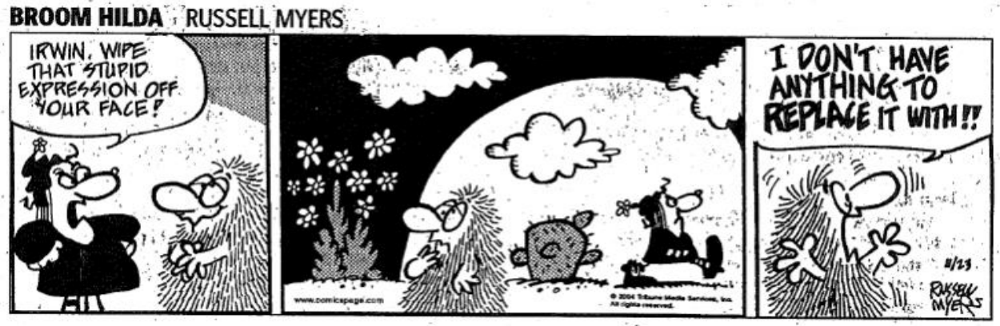 BROOM HILDA RUSSELL MYERS
IRWIN, WIPE
THAT STUPID
EXPRESSION OFF
YOUR FACE!
www.comicspage.com
© 2004 Tribune Media Services, Inc.
All rights reserved.
I DON'T HAVE
ANYTHING TO
REPLACE IT WITH!!
11/23
RUSSELL
MYERS